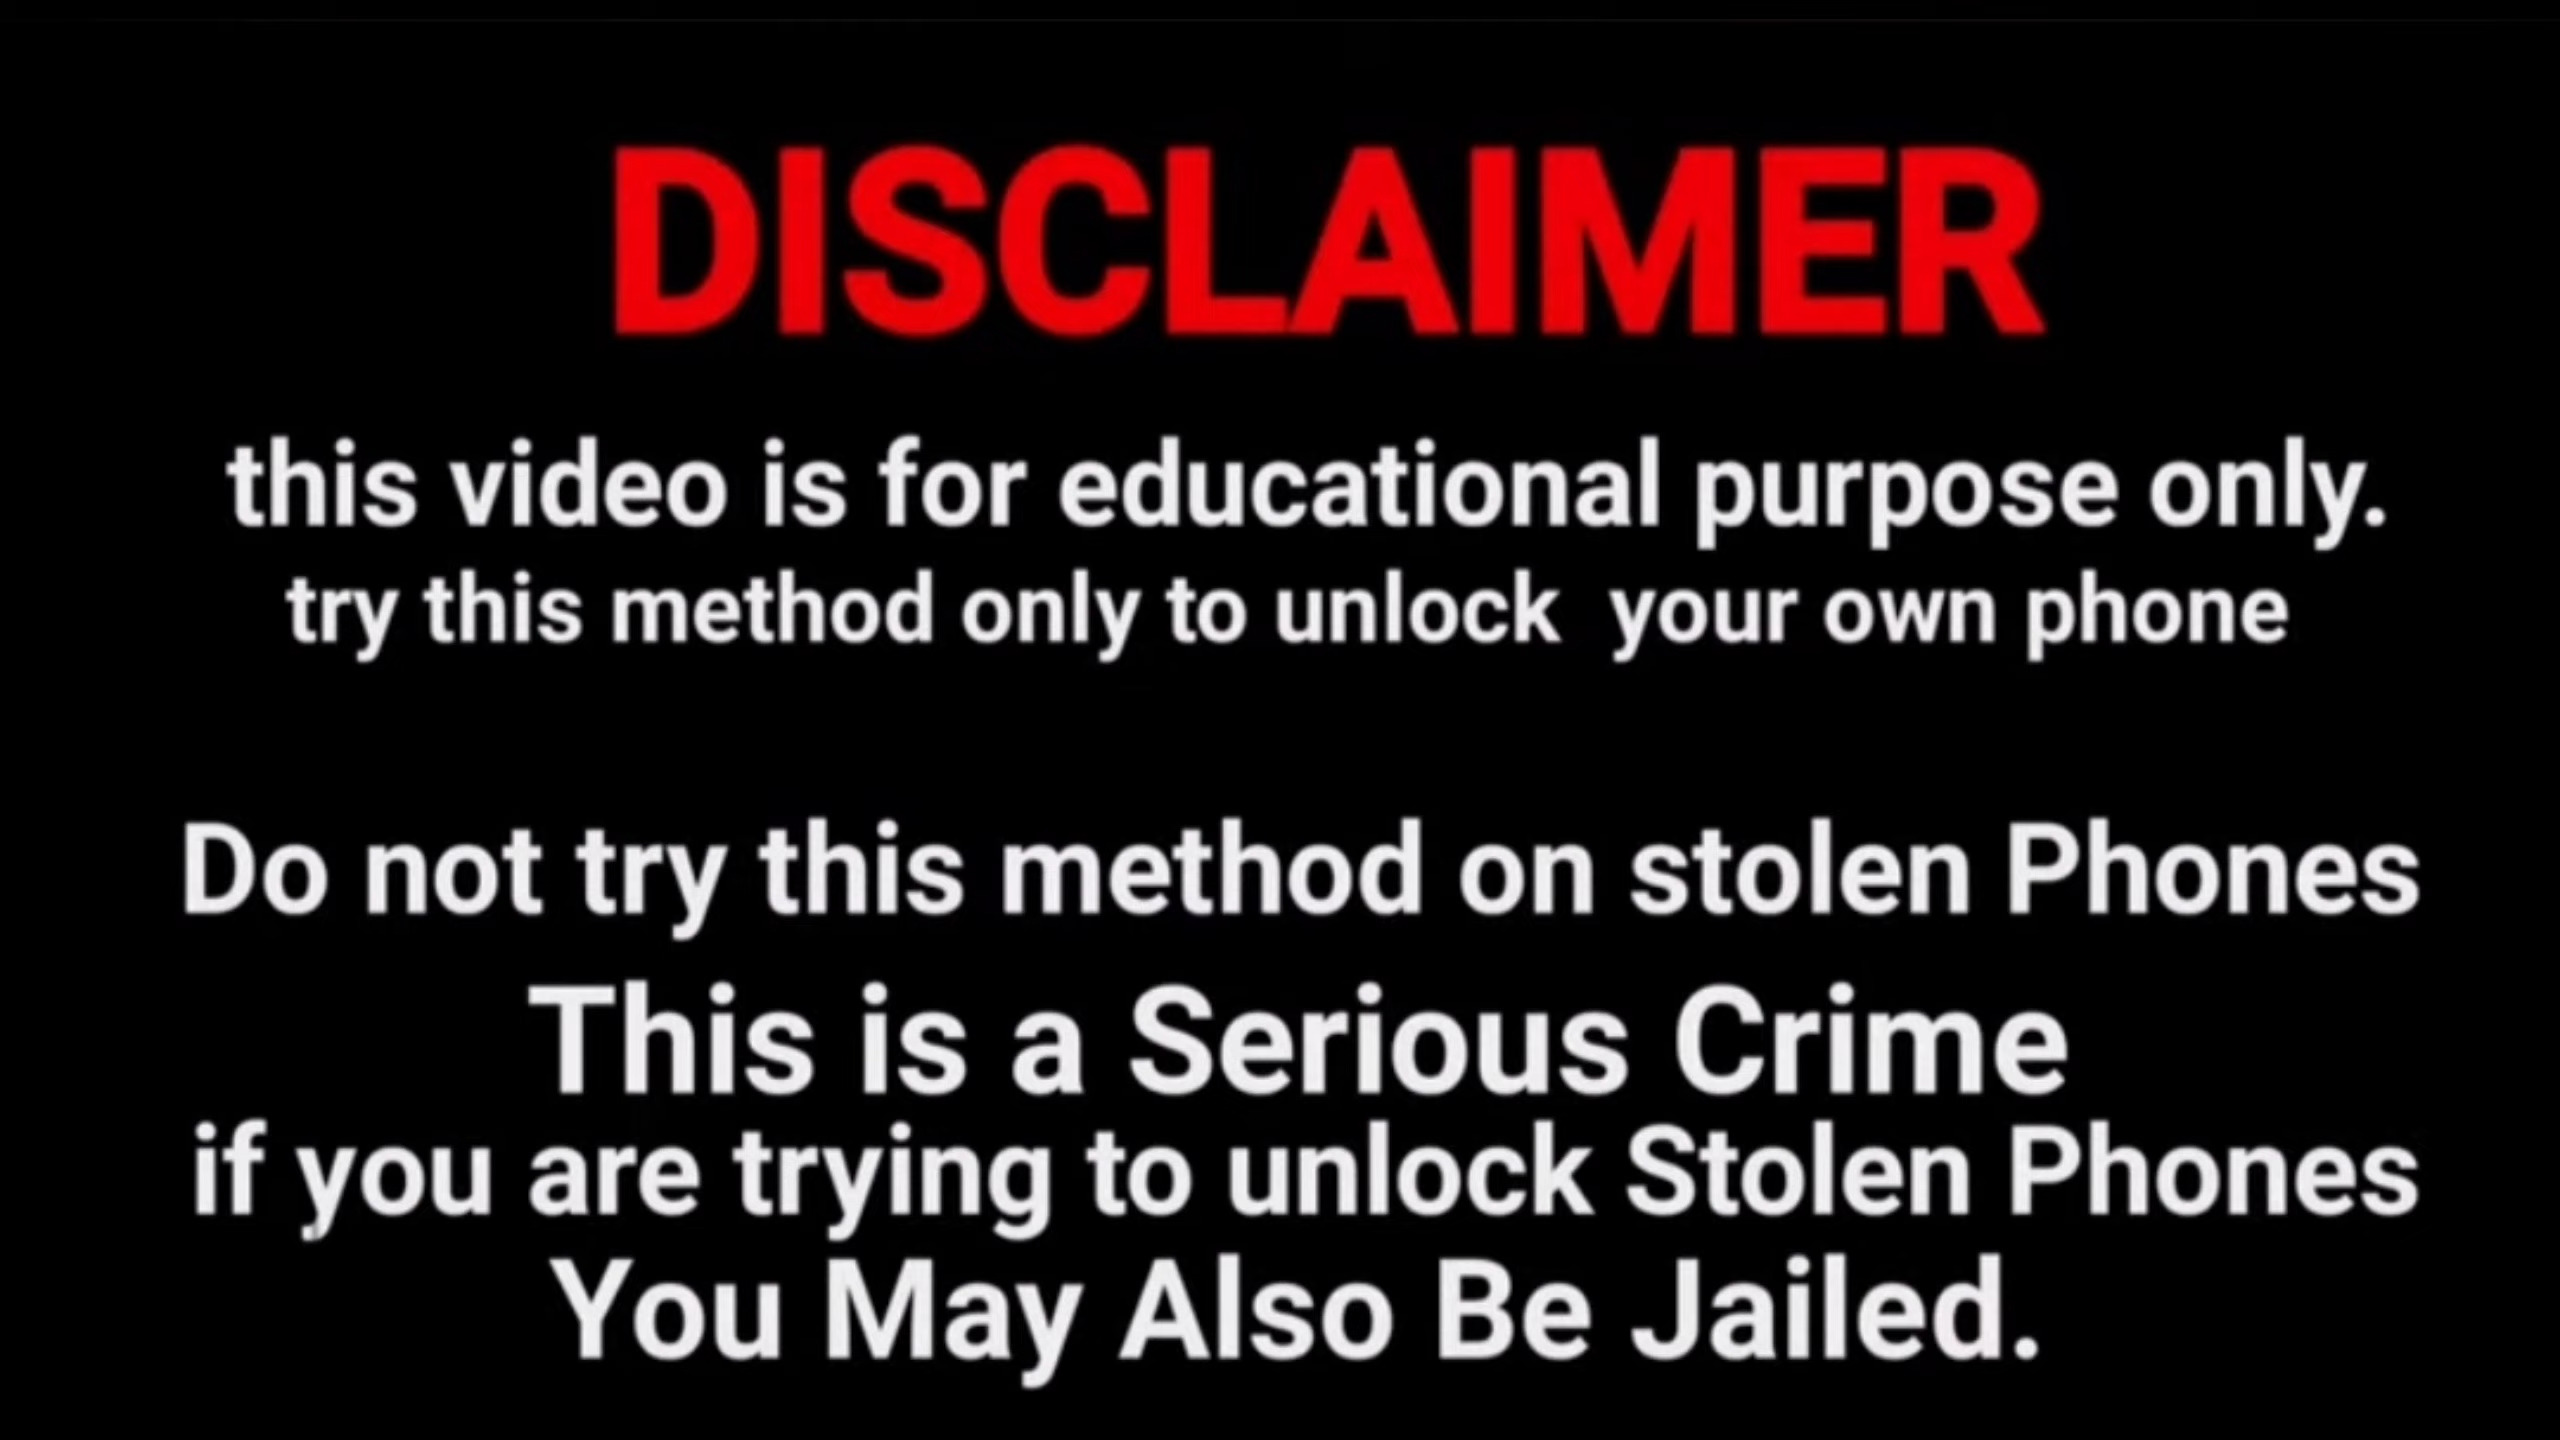 DISCLAIMER
this video is for educational purpose only.
try this method only to unlock  your own phone
Do not try this method on stolen Phones
This is a Serious Crime
if you are trying to unlock Stolen Phones
You May Also Be Jailed.